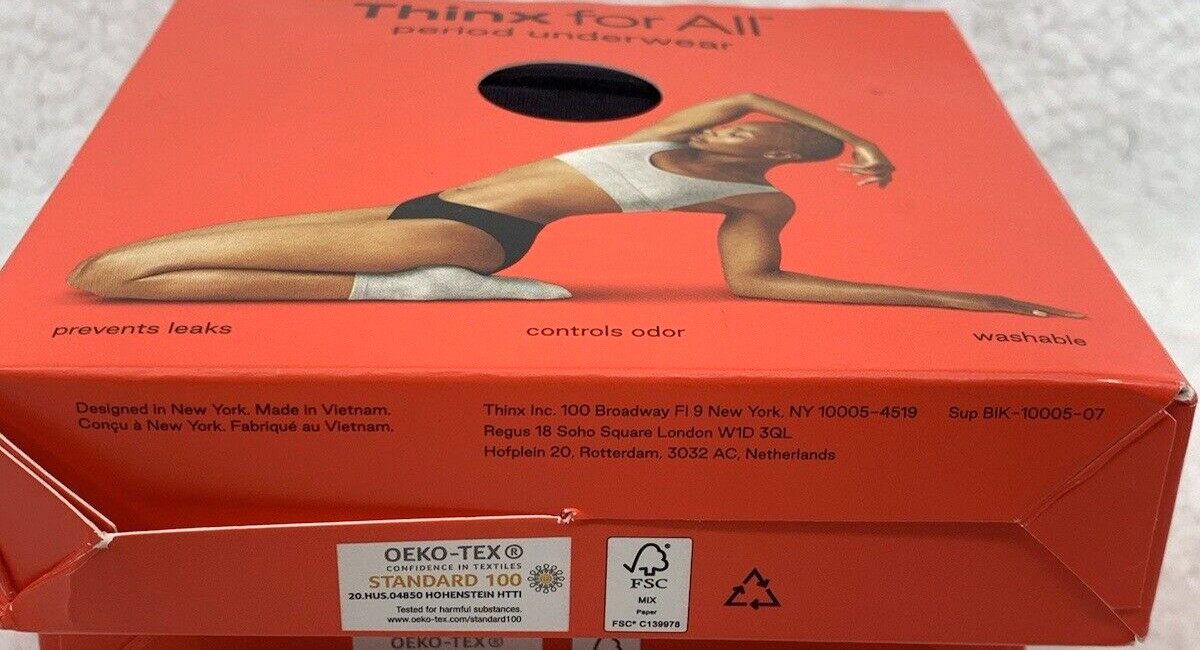 Thinx for All™
period underwear
prevents leaks
controls odor
washable
Designed in New York. Made in Vietnam.
Conçu à New York. Fabriqué au Vietnam.
Thinx Inc. 100 Broadway Fl 9 New York, NY 10005-4519
Regus 18 Soho Square London W1D 3QL
Hofplein 20, Rotterdam, 3032 AC, Netherlands
Sup BIK-10005-07
OEKO-TEX®
CONFIDENCE IN TEXTILES
STANDARD 100
20.HUS.04850 HOHENSTEIN HTTI
Tested for harmful substances.
www.oeko-tex.com/standard100
FSC
MIX
Paper
FSC® C139978
OEKO-TEX®